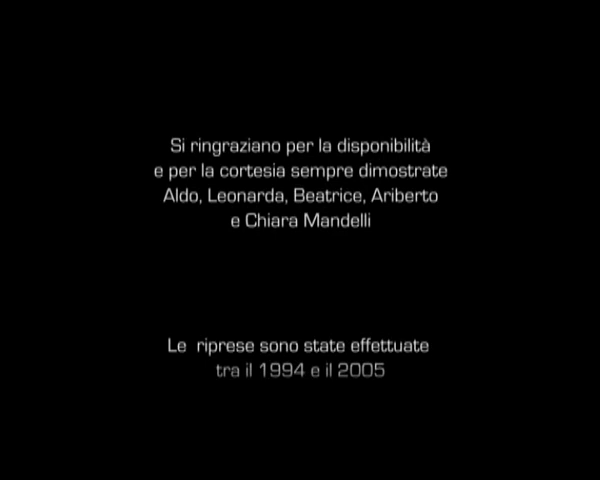 Si ringraziano per la disponibilità
e per la cortesia sempre dimostrate
Aldo, Leonarda, Beatrice, Ariberto
e Chiara Mandelli
Le riprese sono state effettuate
tra il 1994 e il 2005